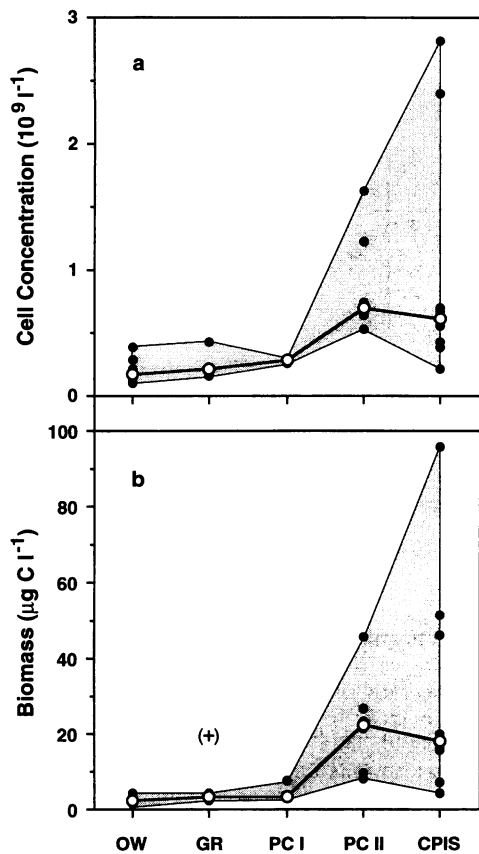 3
a
2
1
0
Cell Concentration (10⁹ l⁻¹)
100
b
80
60
40
(+)
20
0
Biomass (µg C l⁻¹)
OW GR PC I PC II CPIS